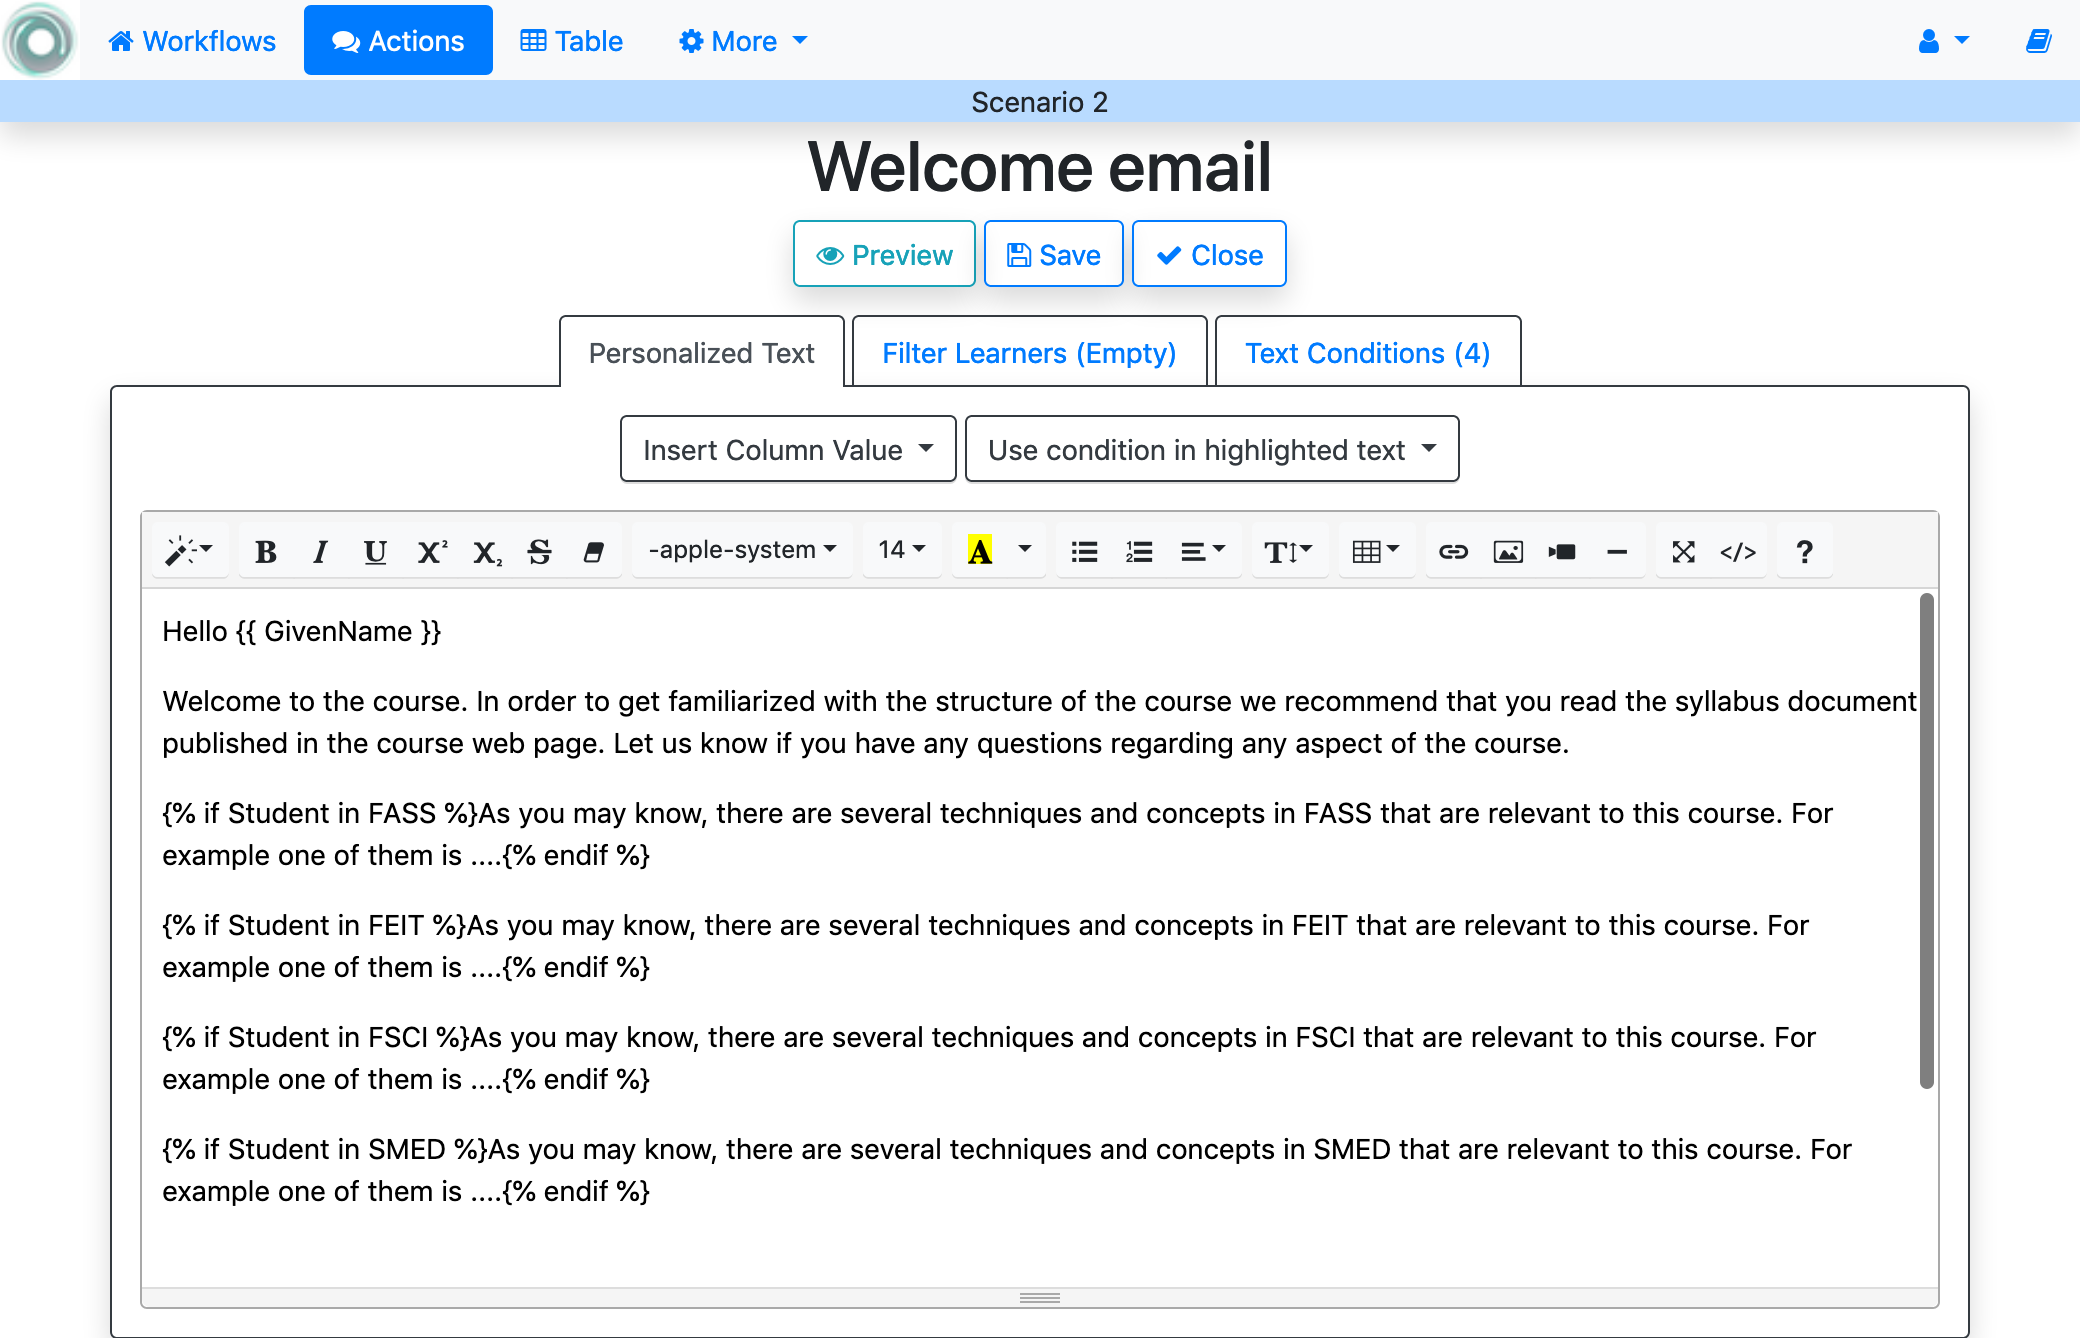 Workflows Actions Table More
Scenario 2
Welcome email
Preview Save Close
Personalized Text Filter Learners (Empty) Text Conditions (4)
Insert Column Value Use condition in highlighted text
B I U X² X₂ S -apple-system 14 A T </> ?
Hello {{ GivenName }}
Welcome to the course. In order to get familiarized with the structure of the course we recommend that you read the syllabus document
published in the course web page. Let us know if you have any questions regarding any aspect of the course.
{% if Student in FASS %}As you may know, there are several techniques and concepts in FASS that are relevant to this course. For
example one of them is ....{% endif %}
{% if Student in FEIT %}As you may know, there are several techniques and concepts in FEIT that are relevant to this course. For
example one of them is ....{% endif %}
{% if Student in FSCI %}As you may know, there are several techniques and concepts in FSCI that are relevant to this course. For
example one of them is ....{% endif %}
{% if Student in SMED %}As you may know, there are several techniques and concepts in SMED that are relevant to this course. For
example one of them is ....{% endif %}